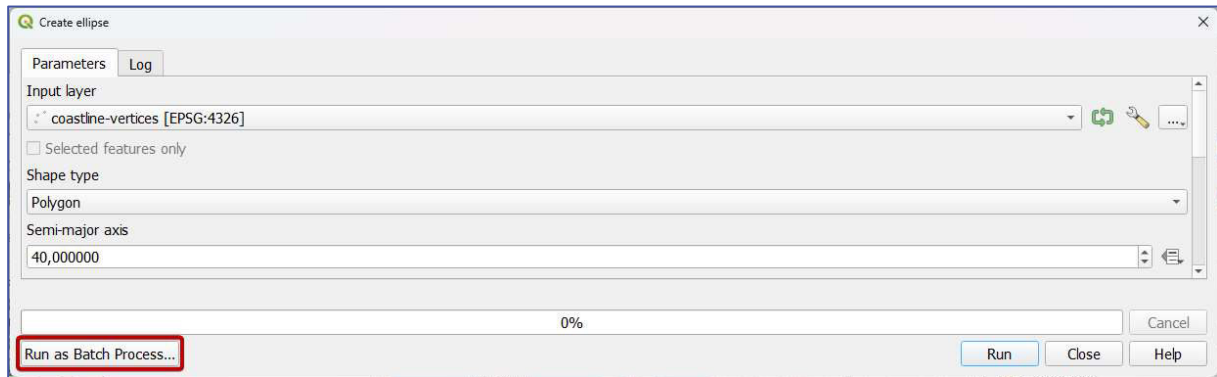 Create ellipse
Parameters Log
Input layer
coastline-vertices [EPSG:4326]
...
Selected features only
Shape type
Polygon
Semi-major axis
40,000000
0% Cancel
Run as Batch Process... Run Close Help